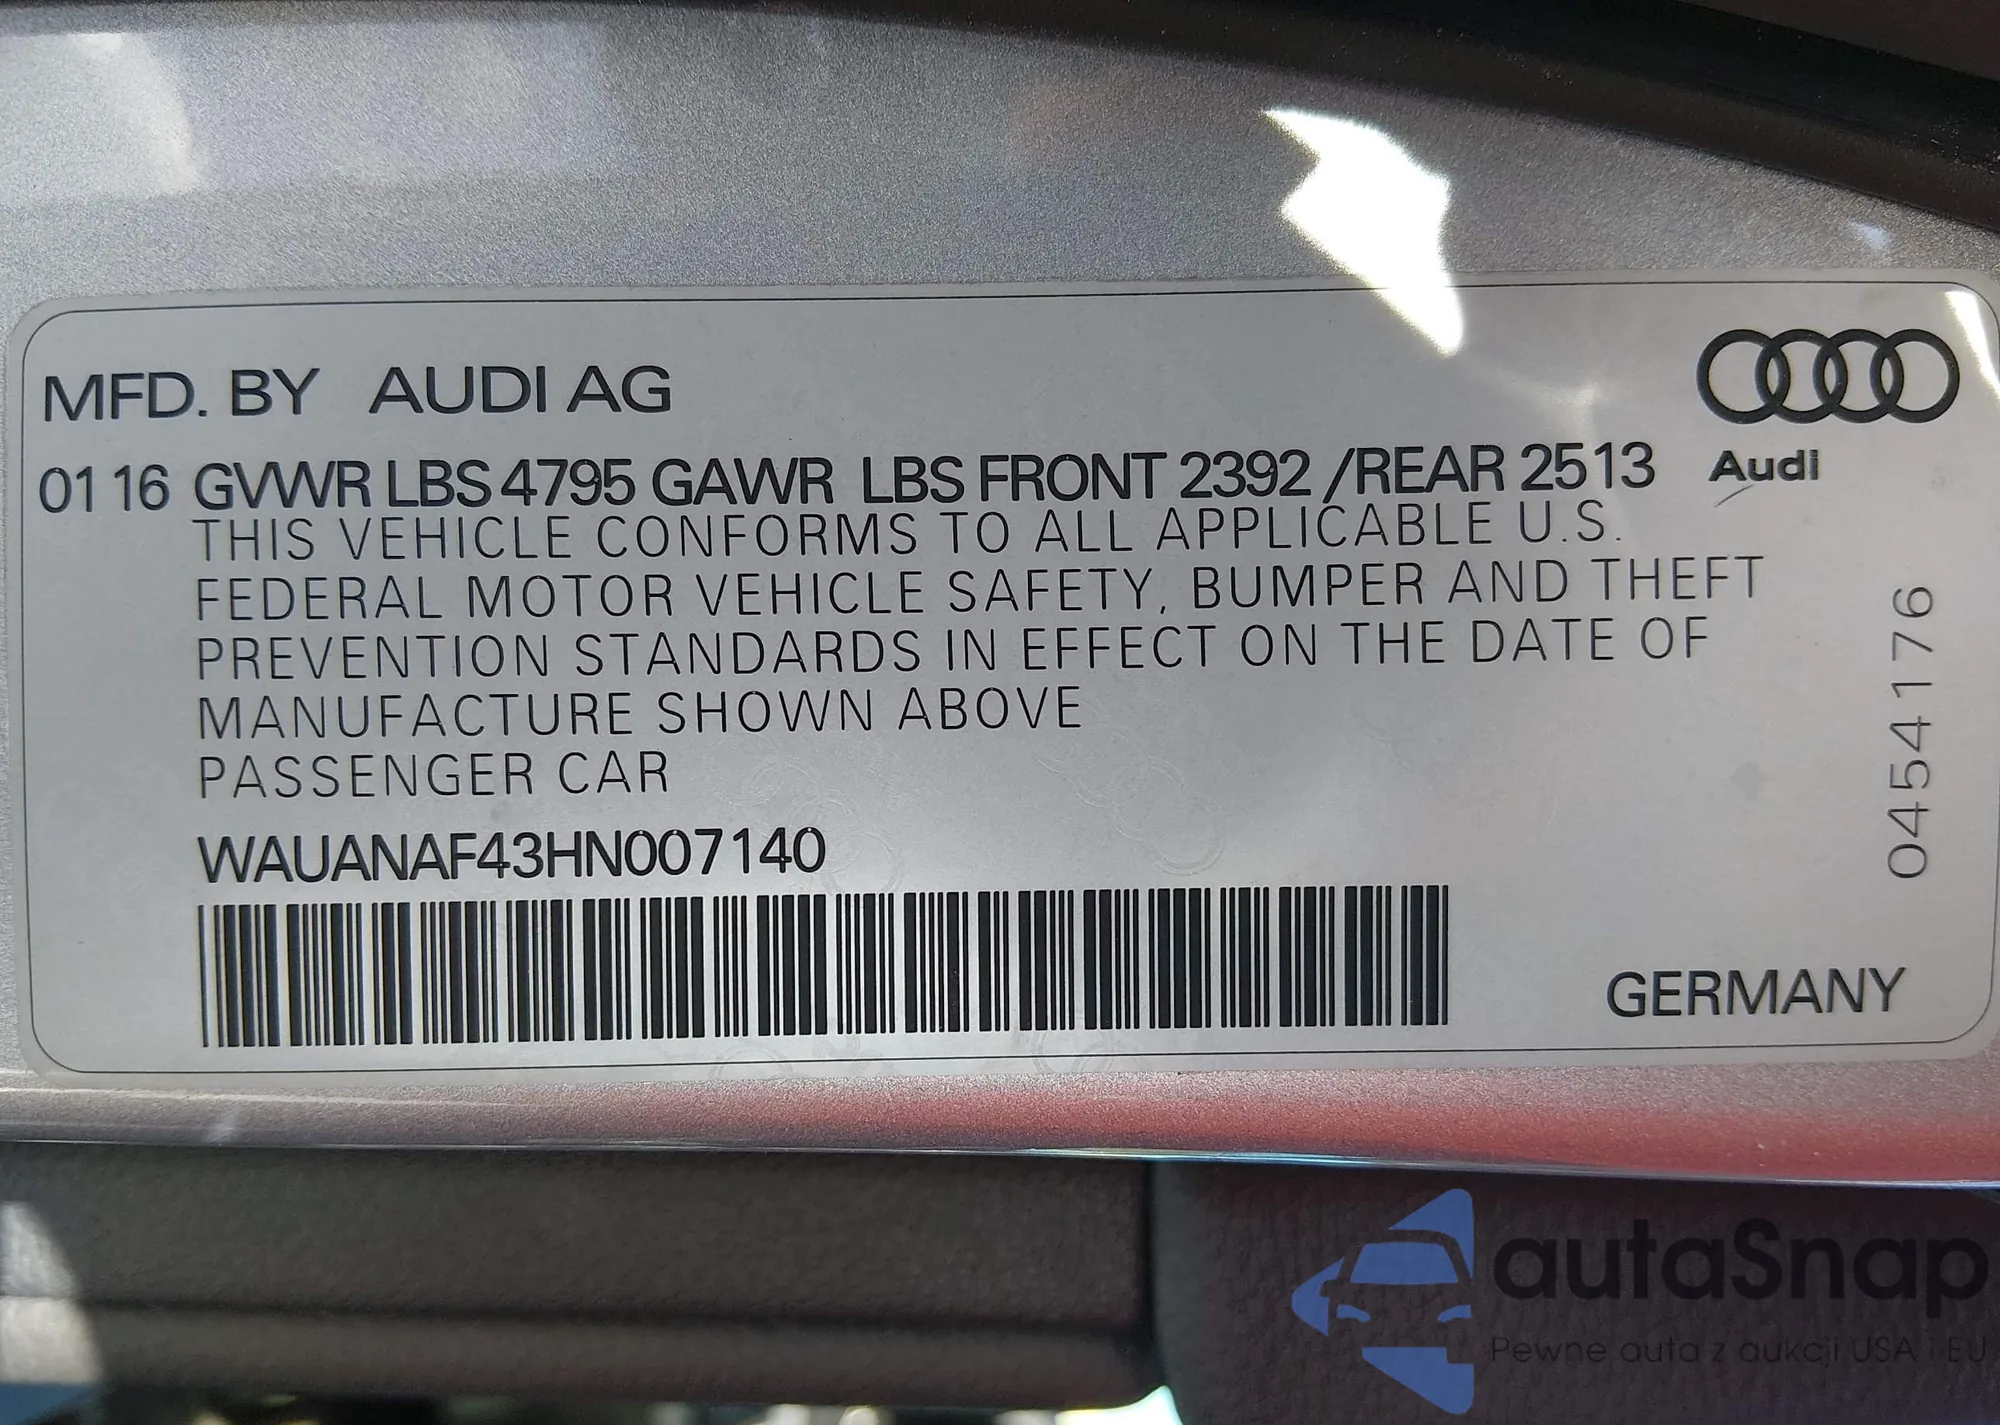 MFD. BY AUDI AG
01 16 GVWR LBS 4795 GAWR LBS FRONT 2392 /REAR 2513
Audi
THIS VEHICLE CONFORMS TO ALL APPLICABLE U.S.
FEDERAL MOTOR VEHICLE SAFETY, BUMPER AND THEFT
PREVENTION STANDARDS IN EFFECT ON THE DATE OF
MANUFACTURE SHOWN ABOVE
PASSENGER CAR
WAUANAF43HN007140
0454176
GERMANY
autaSnap
Pewne auta z aukcji USA i EU